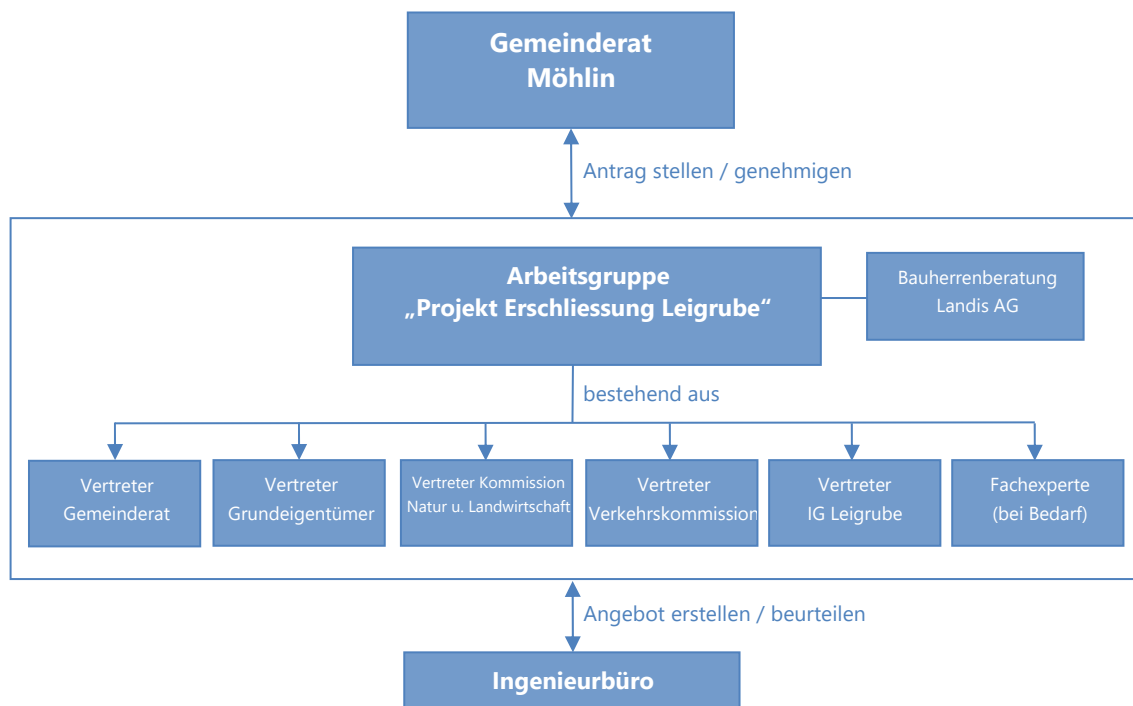 Gemeinderat
Möhlin
Antrag stellen / genehmigen
Arbeitsgruppe
„Projekt Erschliessung Leigrube“
Bauherrenberatung
Landis AG
bestehend aus
Vertreter
Gemeinderat
Vertreter
Grundeigentümer
Vertreter Kommission
Natur u. Landwirtschaft
Vertreter
Verkehrskommission
Vertreter
IG Leigrube
Fachexperte
(bei Bedarf)
Angebot erstellen / beurteilen
Ingenieurbüro